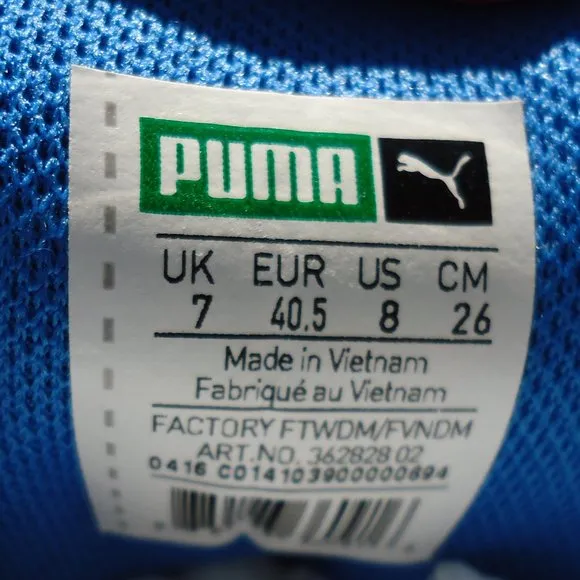 PUMA
UK EUR US CM
7 40.5 8 26
Made in Vietnam
Fabriqué au Vietnam
FACTORY FTWDM/FVNDM
ART.NO. 362828 02
0416 C014103900000694